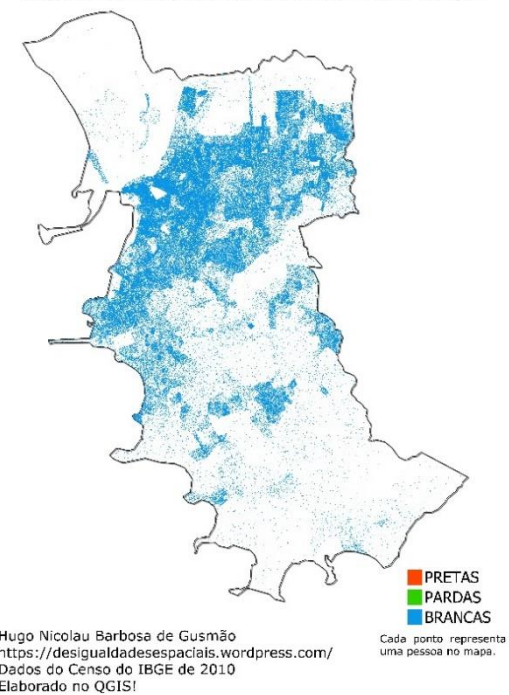 PRETAS
PARDAS
BRANCAS
Cada ponto representa
uma pessoa no mapa.
Hugo Nicolau Barbosa de Gusmão
https://desigualdadesespaciais.wordpress.com/
Dados do Censo do IBGE de 2010
Elaborado no QGIS!